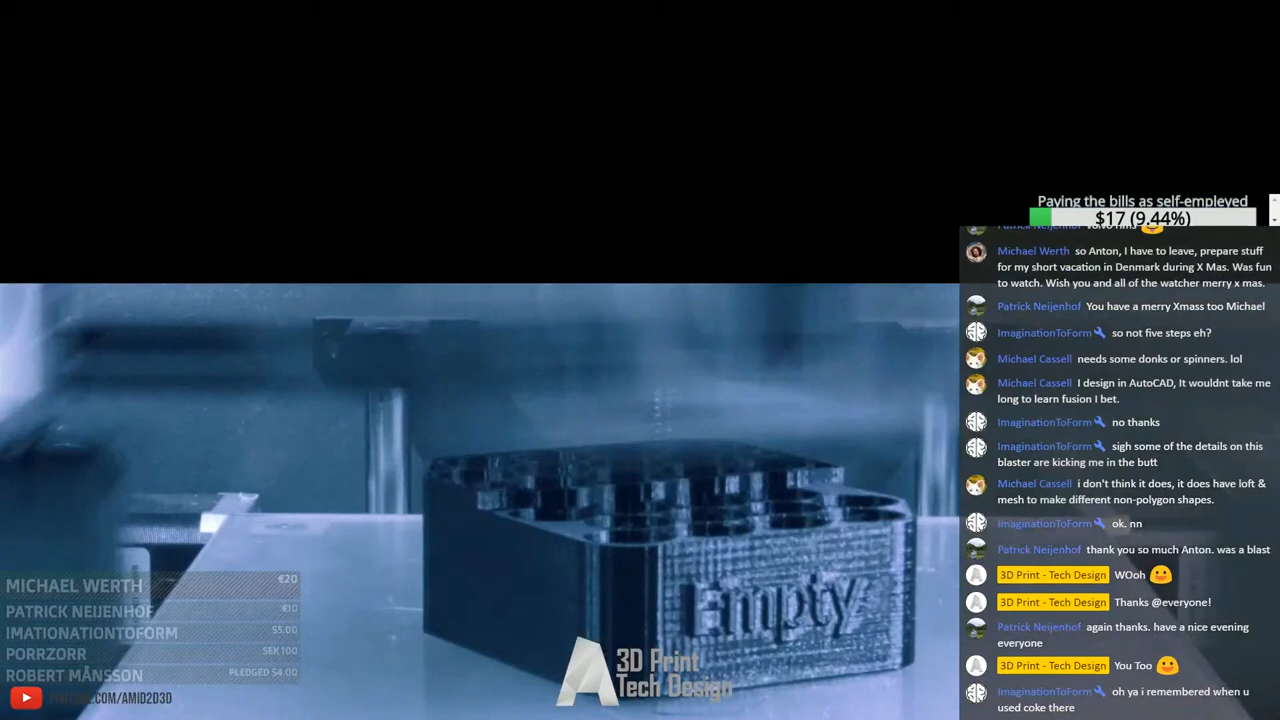 Paying the bills as self-empleyed
$17 (9.44%)
Patrick Neijenhof
Michael Werth so Anton, I have to leave, prepare stuff
for my short vacation in Denmark during X Mas. Was fun
to watch. Wish you and all of the watcher merry x mas.
Patrick Neijenhof You have a merry Xmass too Michael
ImaginationToForm so not five steps eh?
Michael Cassell needs some donks or spinners. lol
Michael Cassell I design in AutoCAD, It wouldnt take me
long to learn fusion I bet.
ImaginationToForm no thanks
ImaginationToForm sigh some of the details on this
blaster are kicking me in the butt
Michael Cassell i don't think it does, it does have loft &
mesh to make different non-polygon shapes.
ImaginationToForm ok. nn
Patrick Neijenhof thank you so much Anton. was a blast
3D Print - Tech Design WOoh
3D Print - Tech Design Thanks @everyone!
Patrick Neijenhof again thanks. have a nice evening
everyone
3D Print - Tech Design You Too
ImaginationToForm oh ya i remembered when u
used coke there
Empty
MICHAEL WERTH €20
PATRICK NEIJENHOF €10
IMATIONATIONTOFORM $5.00
PORRZORR SEK100
ROBERT MÅNSSON PLEDGED $4.00
YOUTUBE.COM/AMID2D3D
3D Print
Tech Design